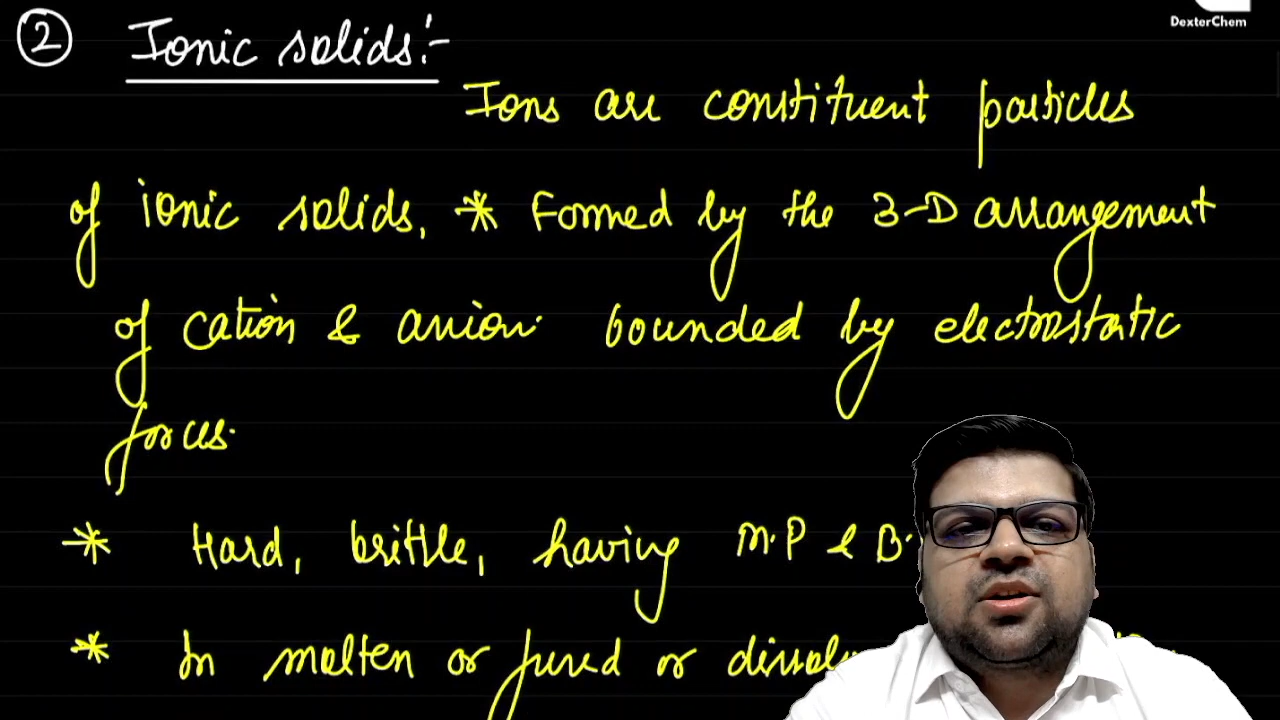 DexterChem
② Ionic solids:-
Ions are constituent particles
of ionic solids, * Formed by the 3-D arrangement
of cation & anion. bounded by electrostatic
forces.
* Hard, brittle, having M.P & B.
* In molten or fused or